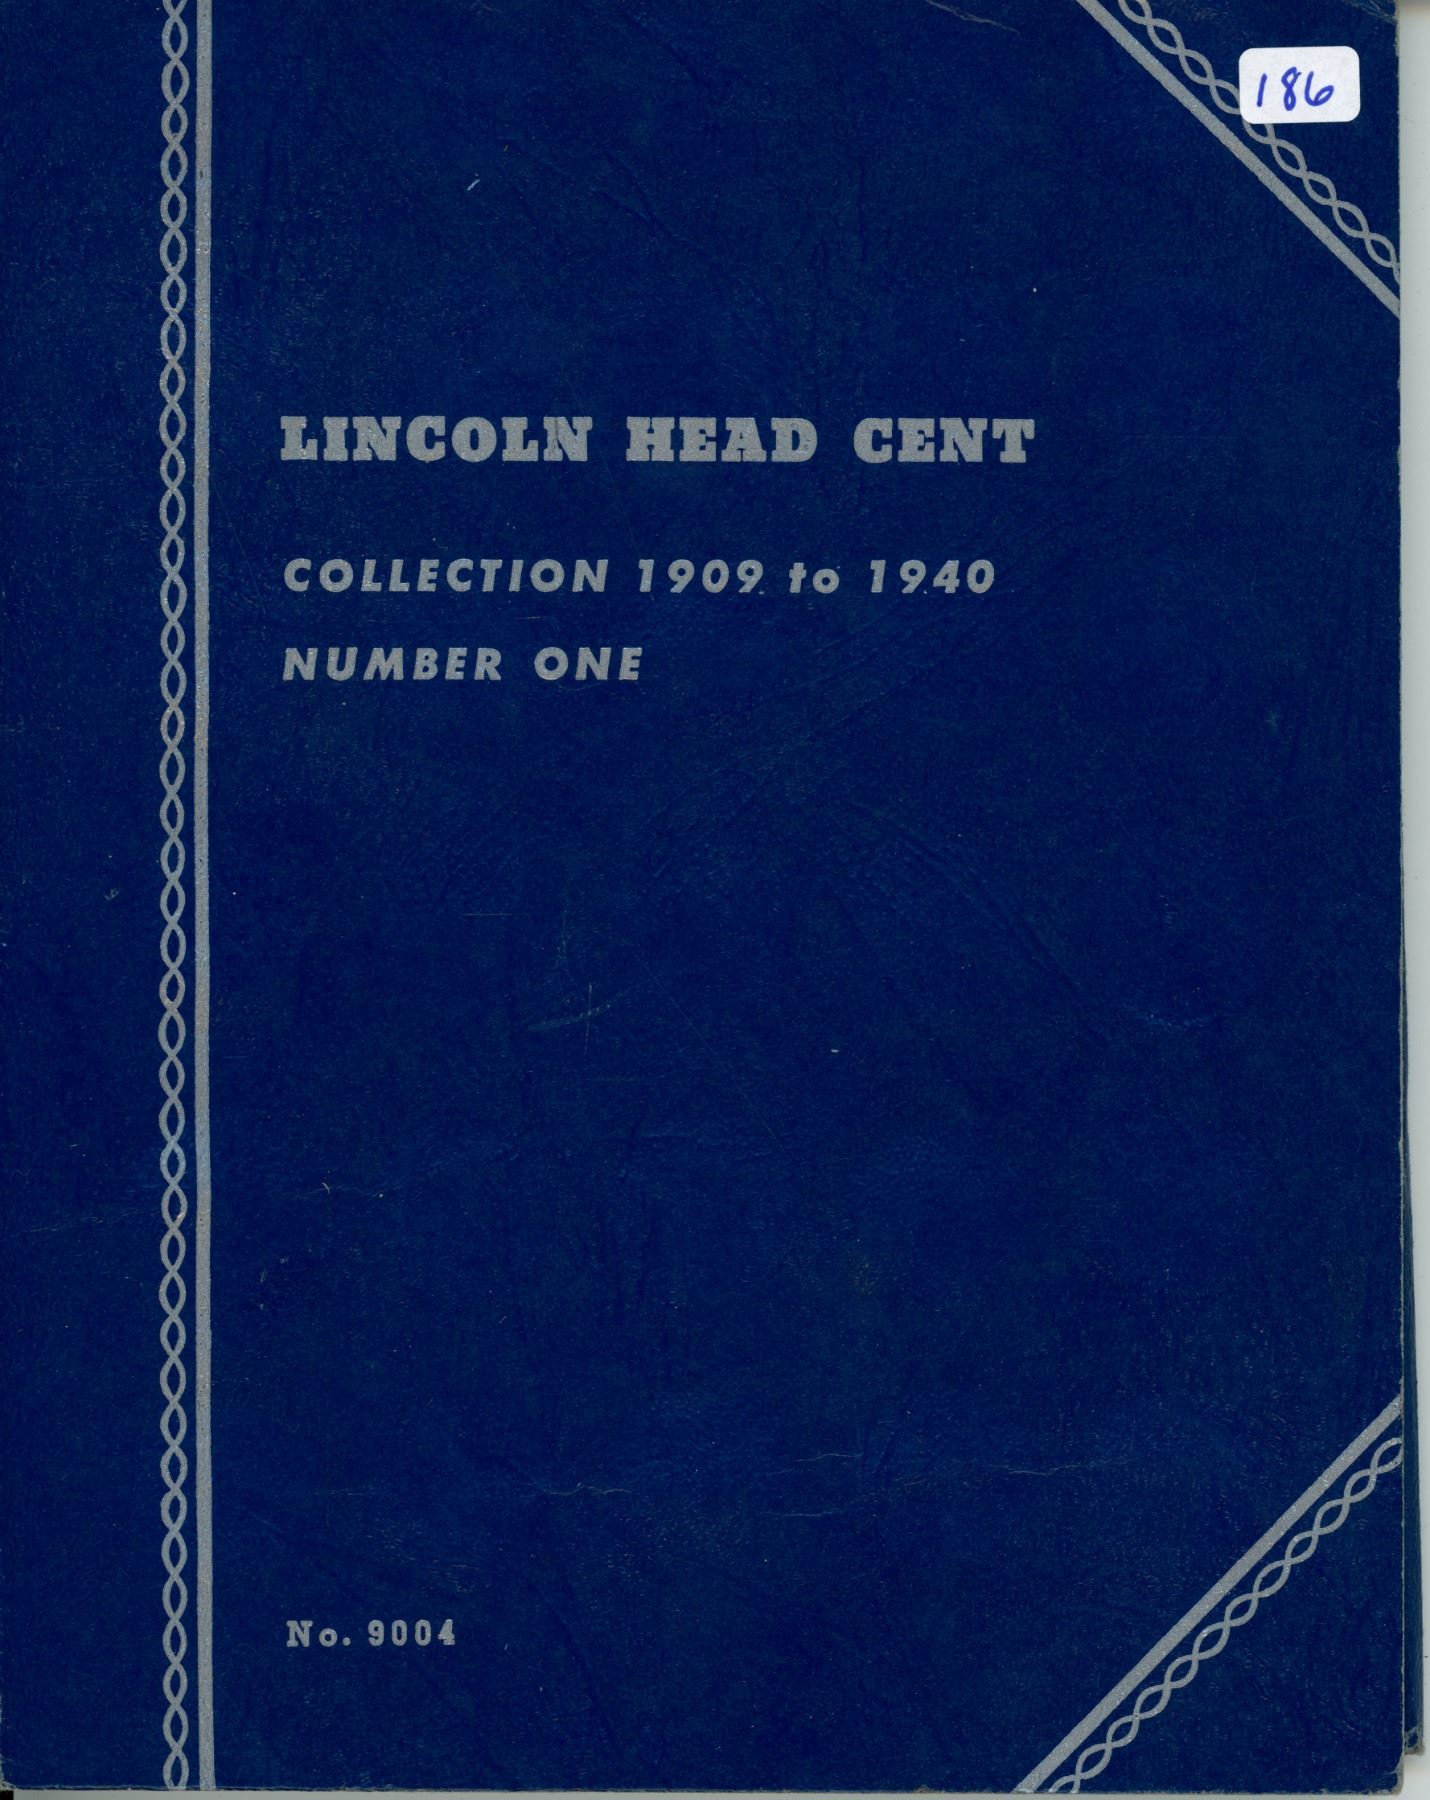 186
LINCOLN HEAD CENT
COLLECTION 1909 to 1940
NUMBER ONE
No. 9004